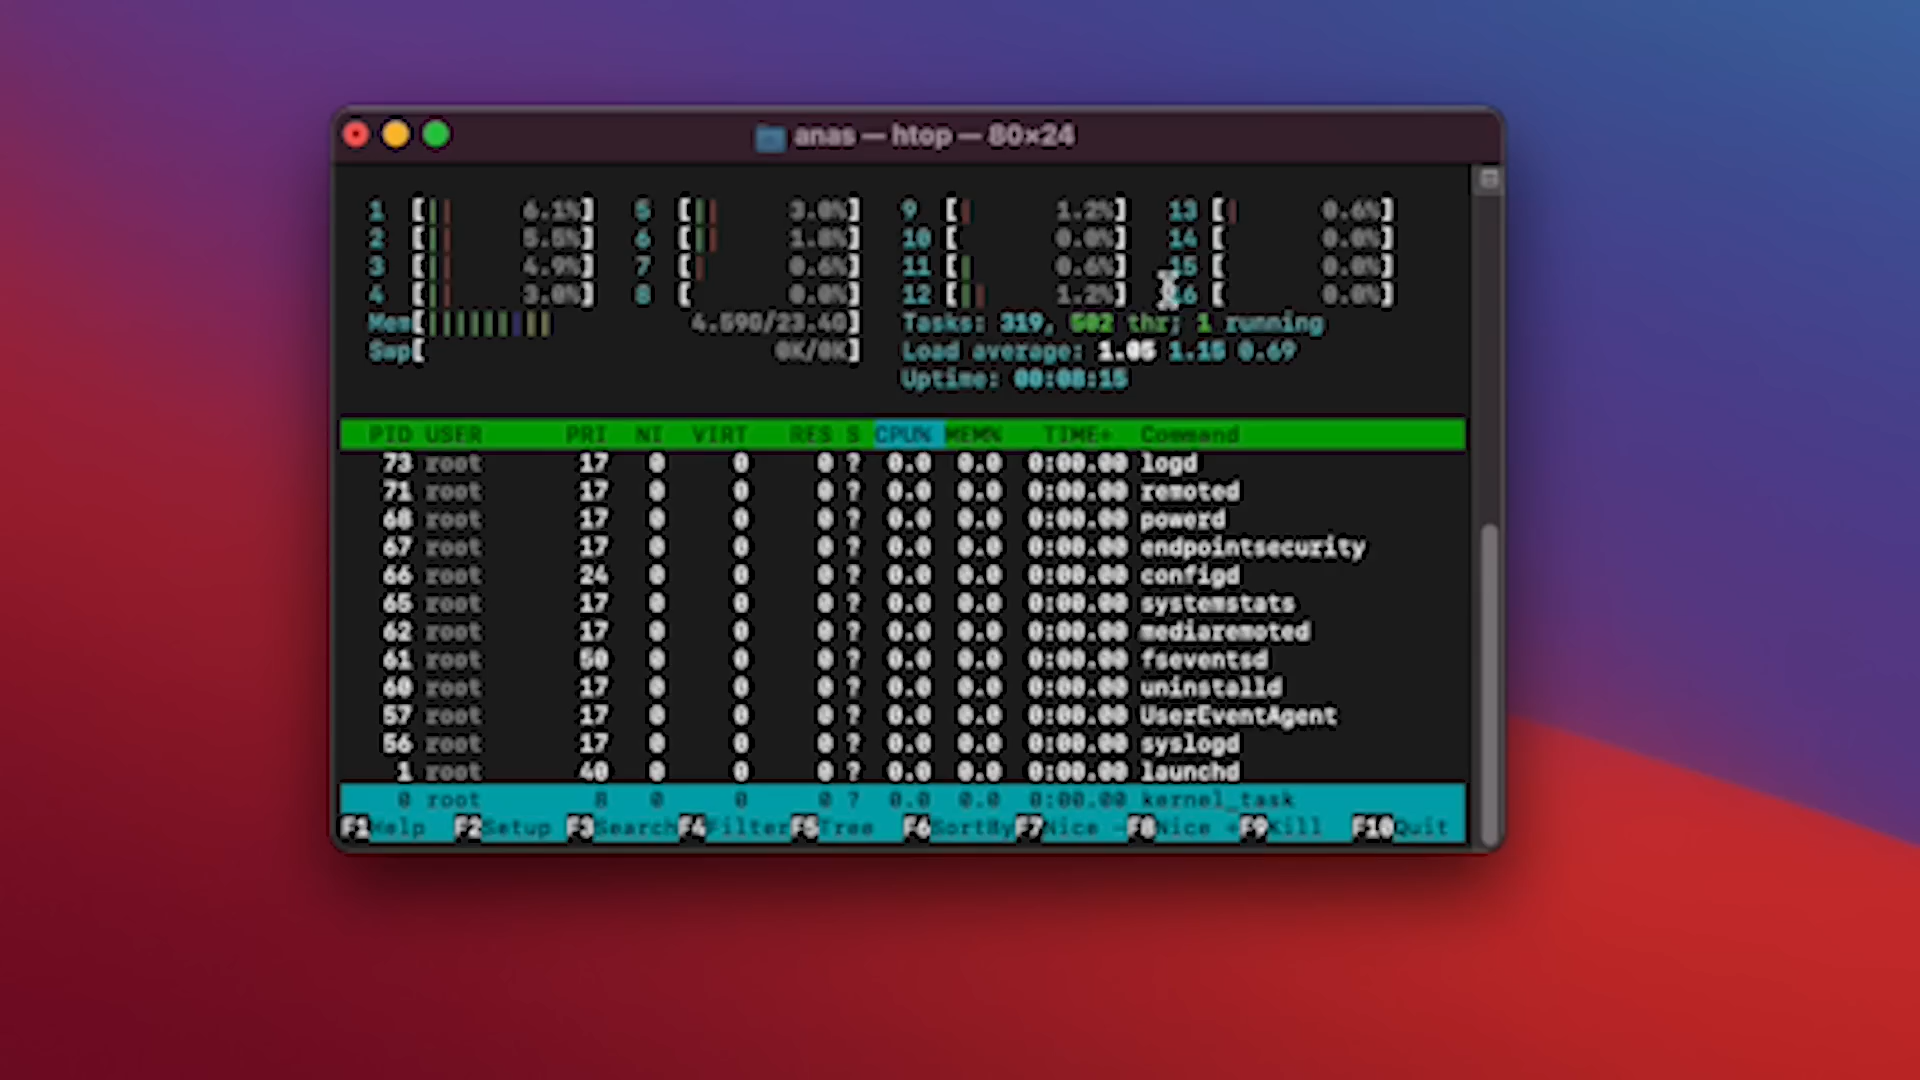 anas — htop — 80×24
1 [|| 6.1%] 5 [|| 3.0%] 9 [| 1.2%] 13 [| 0.6%]
2 [|| 5.5%] 6 [|| 1.8%] 10 [ 0.0%] 14 [ 0.0%]
3 [|| 4.9%] 7 [| 0.6%] 11 [| 0.6%] 15 [ 0.0%]
4 [|| 3.0%] 8 [ 0.0%] 12 [|| 1.2%] 16 [ 0.0%]
Mem[||||||||| 4.59G/23.4G] Tasks: 319, 502 thr; 1 running
Swp[ 0K/0K] Load average: 1.05 1.15 0.69
Uptime: 00:08:15
PID USER PRI NI VIRT RES S CPU% MEM% TIME+ Command
73 root 17 0 0 0 ? 0.0 0.0 0:00.00 logd
71 root 17 0 0 0 ? 0.0 0.0 0:00.00 remoted
68 root 17 0 0 0 ? 0.0 0.0 0:00.00 powerd
67 root 17 0 0 0 ? 0.0 0.0 0:00.00 endpointsecurity
66 root 24 0 0 0 ? 0.0 0.0 0:00.00 configd
65 root 17 0 0 0 ? 0.0 0.0 0:00.00 systemstats
62 root 17 0 0 0 ? 0.0 0.0 0:00.00 mediaremoted
61 root 50 0 0 0 ? 0.0 0.0 0:00.00 fseventsd
60 root 17 0 0 0 ? 0.0 0.0 0:00.00 uninstalld
57 root 17 0 0 0 ? 0.0 0.0 0:00.00 UserEventAgent
56 root 17 0 0 0 ? 0.0 0.0 0:00.00 syslogd
1 root 40 0 0 0 ? 0.0 0.0 0:00.00 launchd
0 root 8 0 0 0 ? 0.0 0.0 0:00.00 kernel_task
F1Help F2Setup F3SearchF4FilterF5Tree F6SortByF7Nice -F8Nice +F9Kill F10Quit